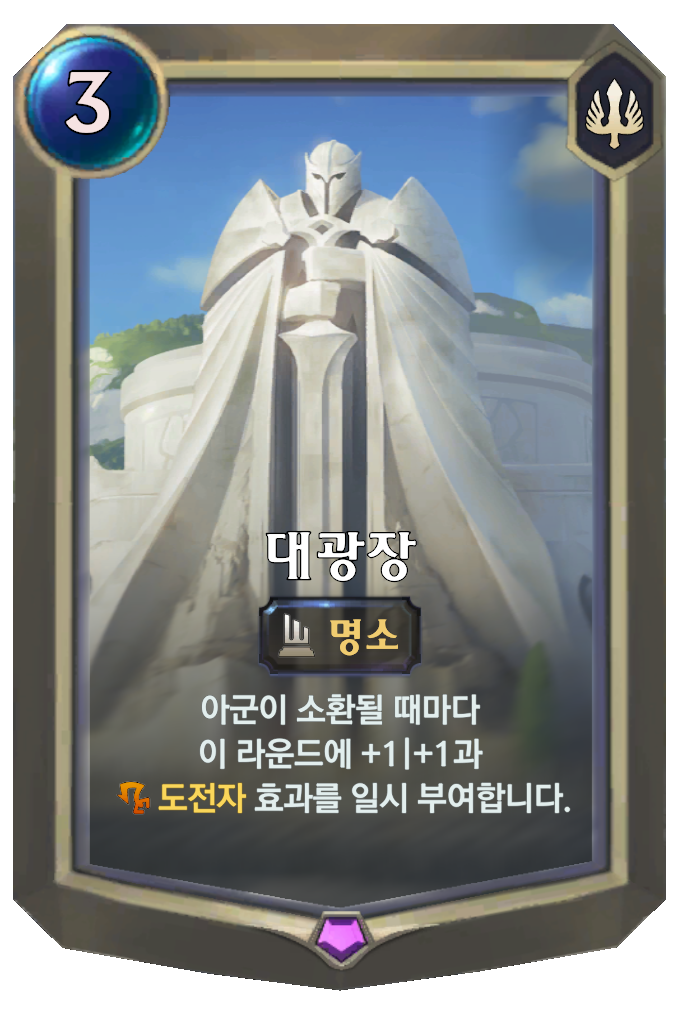 3
대광장
명소
아군이 소환될 때마다
이 라운드에 +1|+1과
도전자 효과를 일시 부여합니다.